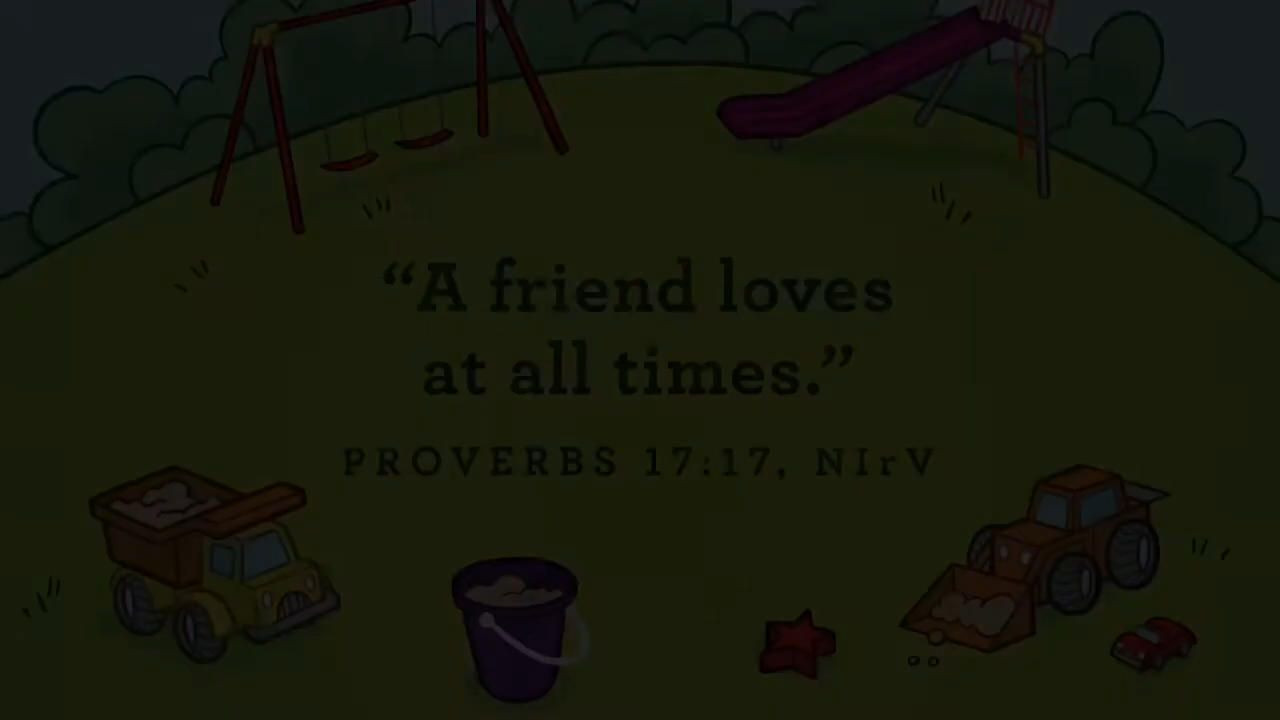 “A friend loves
at all times.”
PROVERBS 17:17, NIrV